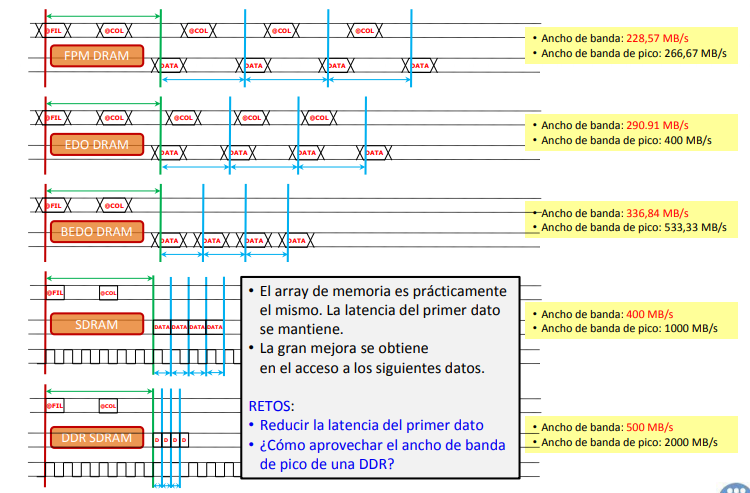 @FIL @COL @COL @COL @COL
FPM DRAM
DATA DATA DATA DATA
• Ancho de banda: 228,57 MB/s
• Ancho de banda de pico: 266,67 MB/s
@FIL @COL @COL @COL @COL
EDO DRAM
DATA DATA DATA DATA
• Ancho de banda: 290.91 MB/s
• Ancho de banda de pico: 400 MB/s
@FIL @COL
BEDO DRAM
DATA DATA DATA DATA
• Ancho de banda: 336,84 MB/s
• Ancho de banda de pico: 533,33 MB/s
@FIL @COL
SDRAM
DATA DATA DATA DATA
• Ancho de banda: 400 MB/s
• Ancho de banda de pico: 1000 MB/s
• El array de memoria es prácticamente
el mismo. La latencia del primer dato
se mantiene.
• La gran mejora se obtiene
en el acceso a los siguientes datos.
RETOS:
• Reducir la latencia del primer dato
• ¿Cómo aprovechar el ancho de banda
de pico de una DDR?
@FIL @COL
DDR SDRAM
D D D D
• Ancho de banda: 500 MB/s
• Ancho de banda de pico: 2000 MB/s